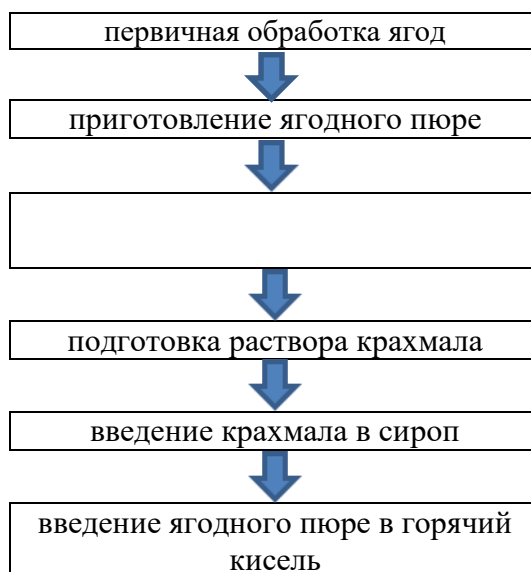 первичная обработка ягод
приготовление ягодного пюре
подготовка раствора крахмала
введение крахмала в сироп
введение ягодного пюре в горячий
кисель